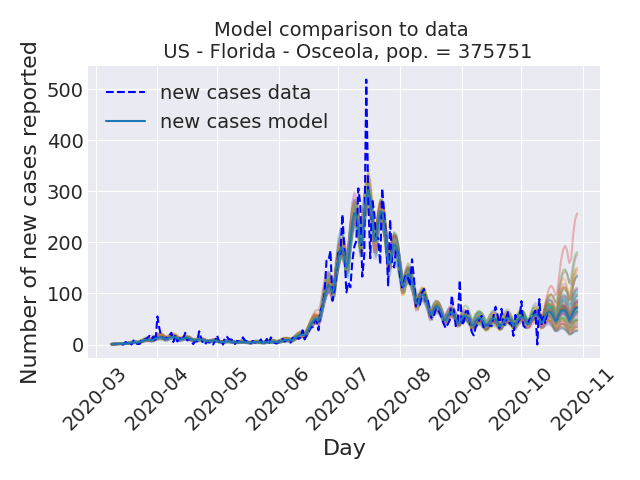 Model comparison to data
US - Florida - Osceola, pop. = 375751
new cases data
new cases model
Number of new cases reported
500
400
300
200
100
0
2020-03
2020-04
2020-05
2020-06
2020-07
2020-08
2020-09
2020-10
2020-11
Day